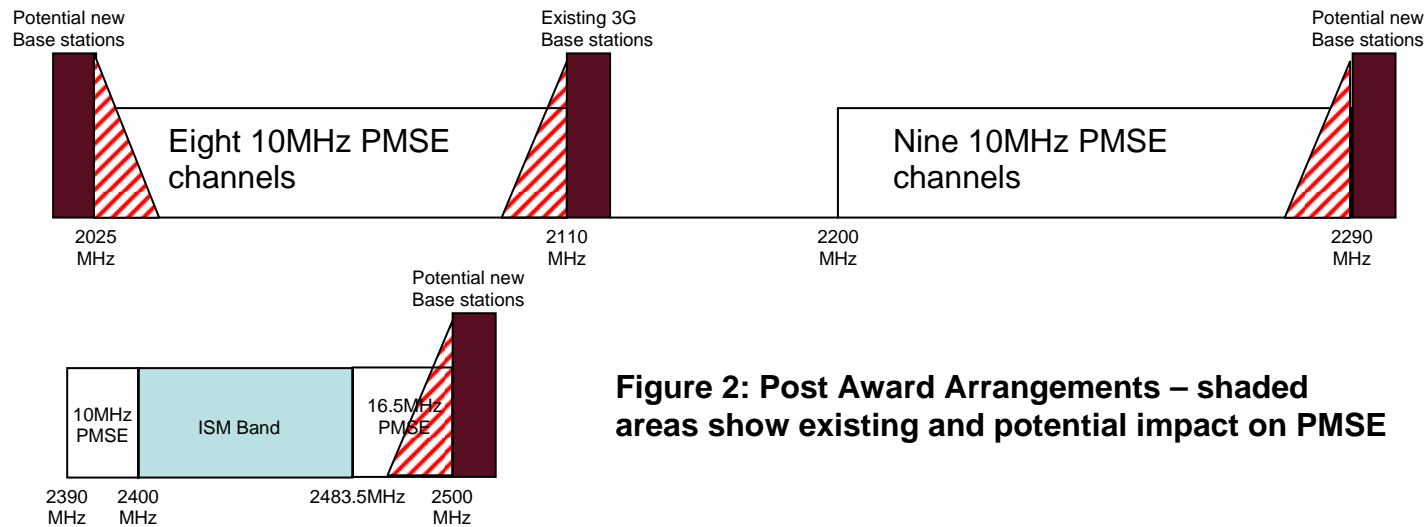 Potential new
Base stations
Existing 3G
Base stations
Potential new
Base stations
Eight 10MHz PMSE
channels
Nine 10MHz PMSE
channels
2025
MHz
2110
MHz
2200
MHz
2290
MHz
Potential new
Base stations
10MHz
PMSE
ISM Band
16.5MHz
PMSE
2390
MHz
2400
MHz
2483.5MHz
2500
MHz
Figure 2: Post Award Arrangements – shaded
areas show existing and potential impact on PMSE